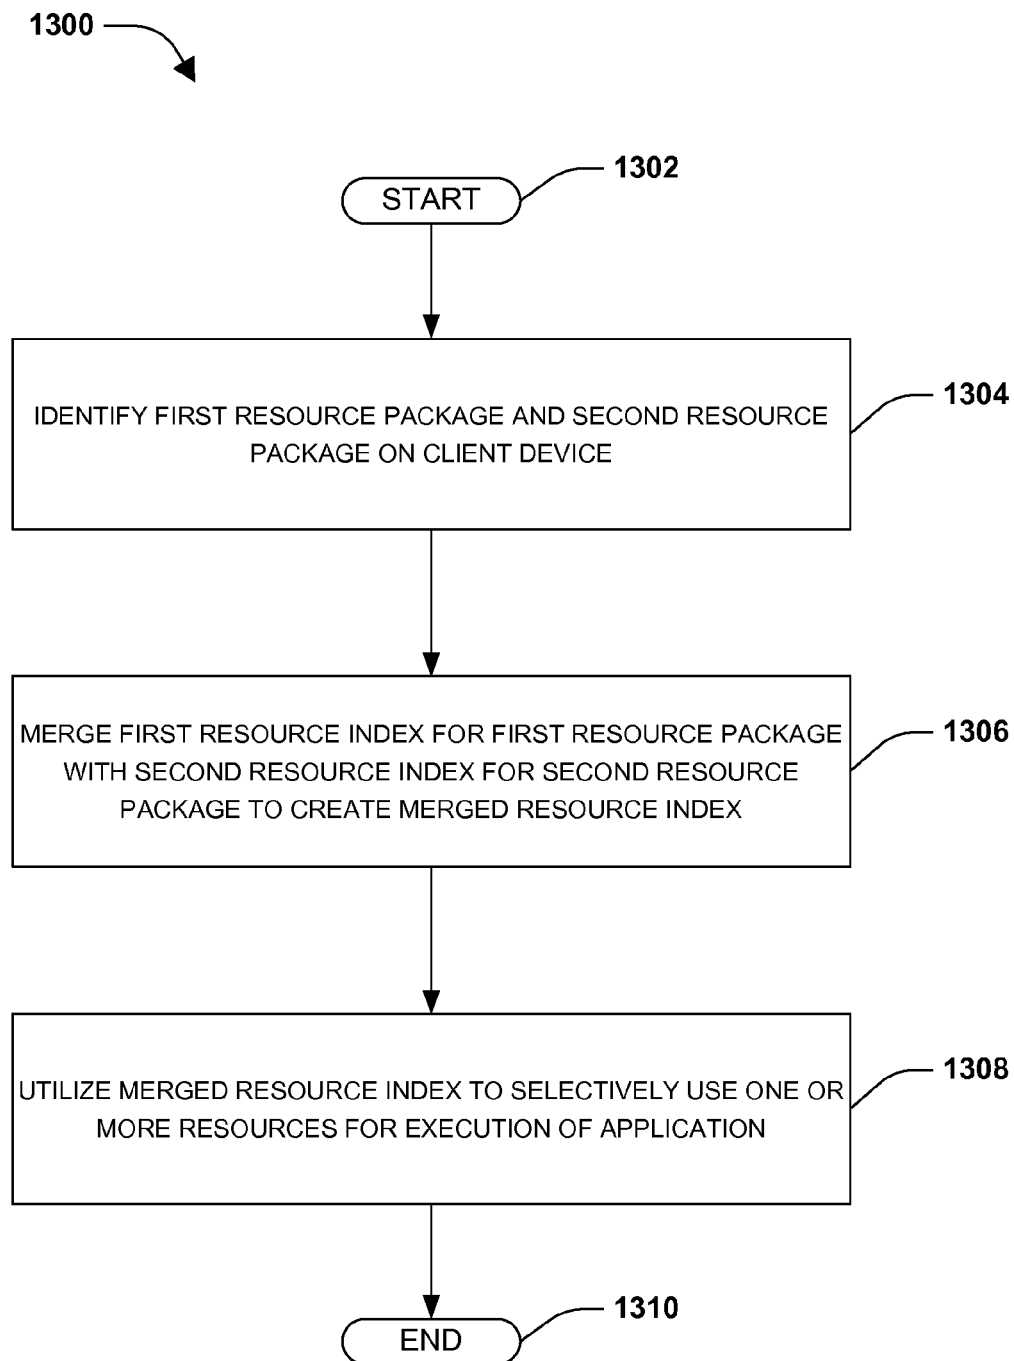 1300
1302
START
1304
IDENTIFY FIRST RESOURCE PACKAGE AND SECOND RESOURCE
PACKAGE ON CLIENT DEVICE
1306
MERGE FIRST RESOURCE INDEX FOR FIRST RESOURCE PACKAGE
WITH SECOND RESOURCE INDEX FOR SECOND RESOURCE
PACKAGE TO CREATE MERGED RESOURCE INDEX
1308
UTILIZE MERGED RESOURCE INDEX TO SELECTIVELY USE ONE OR
MORE RESOURCES FOR EXECUTION OF APPLICATION
1310
END